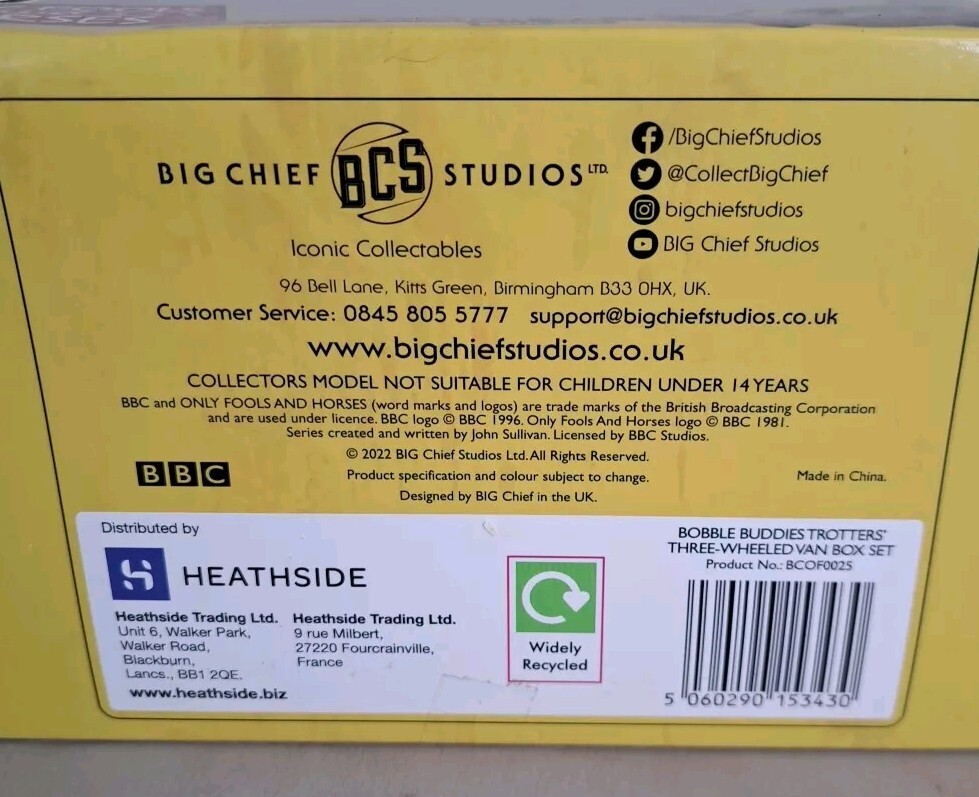 BIG CHIEF BCS STUDIOS LTD.
Iconic Collectables
/BigChiefStudios
@CollectBigChief
bigchiefstudios
BIG Chief Studios
96 Bell Lane, Kitts Green, Birmingham B33 0HX, UK.
Customer Service: 0845 805 5777 support@bigchiefstudios.co.uk
www.bigchiefstudios.co.uk
COLLECTORS MODEL NOT SUITABLE FOR CHILDREN UNDER 14 YEARS
BBC and ONLY FOOLS AND HORSES (word marks and logos) are trade marks of the British Broadcasting Corporation
and are used under licence. BBC logo © BBC 1996. Only Fools And Horses logo © BBC 1981.
Series created and written by John Sullivan. Licensed by BBC Studios.
© 2022 BIG Chief Studios Ltd. All Rights Reserved.
BBC
Product specification and colour subject to change.
Made in China.
Designed by BIG Chief in the UK.
Distributed by
HEATHSIDE
Heathside Trading Ltd.
Unit 6, Walker Park,
Walker Road,
Blackburn,
Lancs., BB1 2QE.
www.heathside.biz
Heathside Trading Ltd.
9 rue Milbert,
27220 Fourcrainville,
France
Widely
Recycled
BOBBLE BUDDIES TROTTERS'
THREE-WHEELED VAN BOX SET
Product No.: BCOF0025
5 060290 153430